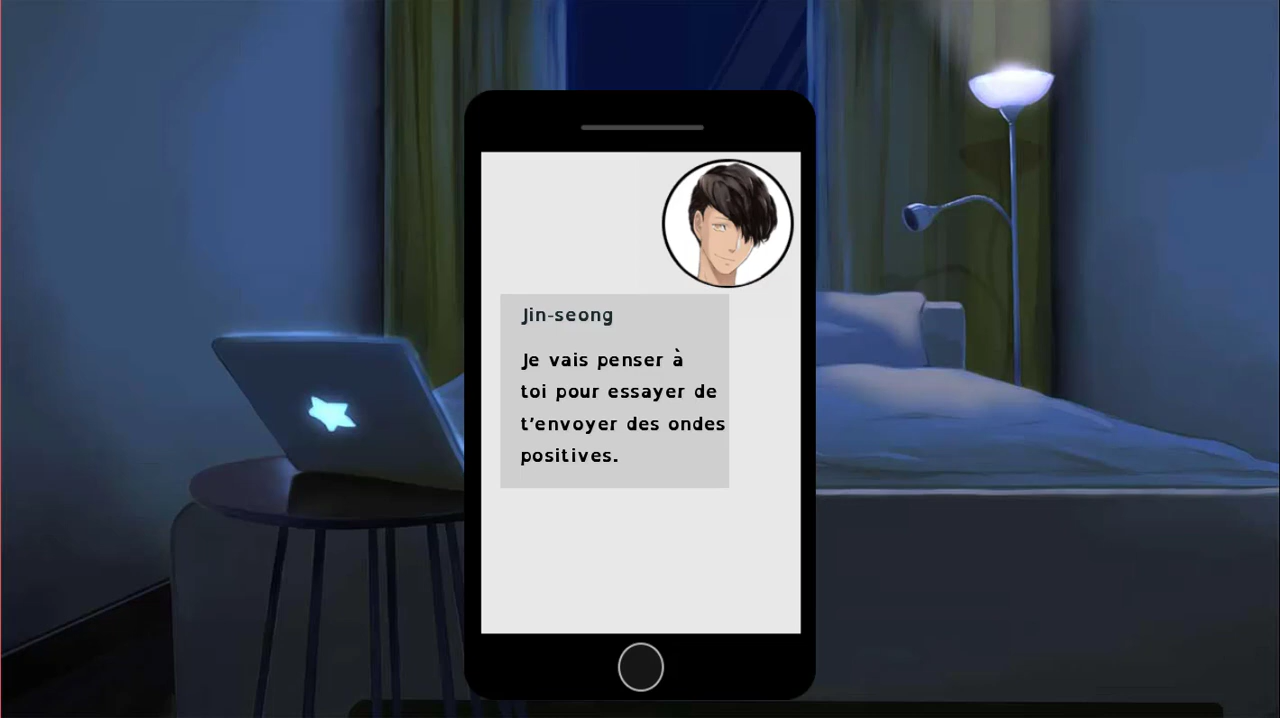 Jin-seong
Je vais penser à
toi pour essayer de
t'envoyer des ondes
positives.